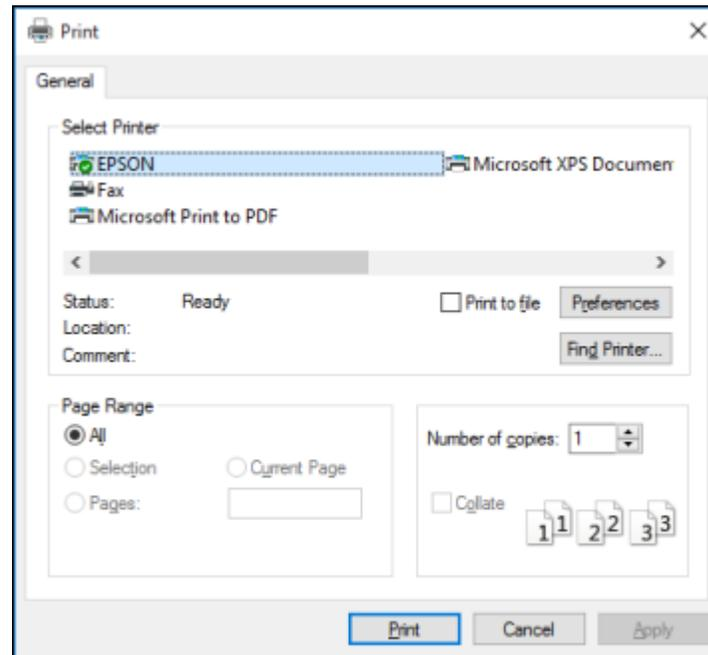 Print
General
Select Printer
EPSON
Microsoft XPS Documen
Fax
Microsoft Print to PDF
Status: Ready
Print to file
Preferences
Location:
Comment:
Find Printer...
Page Range
All
Selection
Current Page
Pages:
Number of copies: 1
Collate
1 1 2 2 3 3
Print
Cancel
Apply